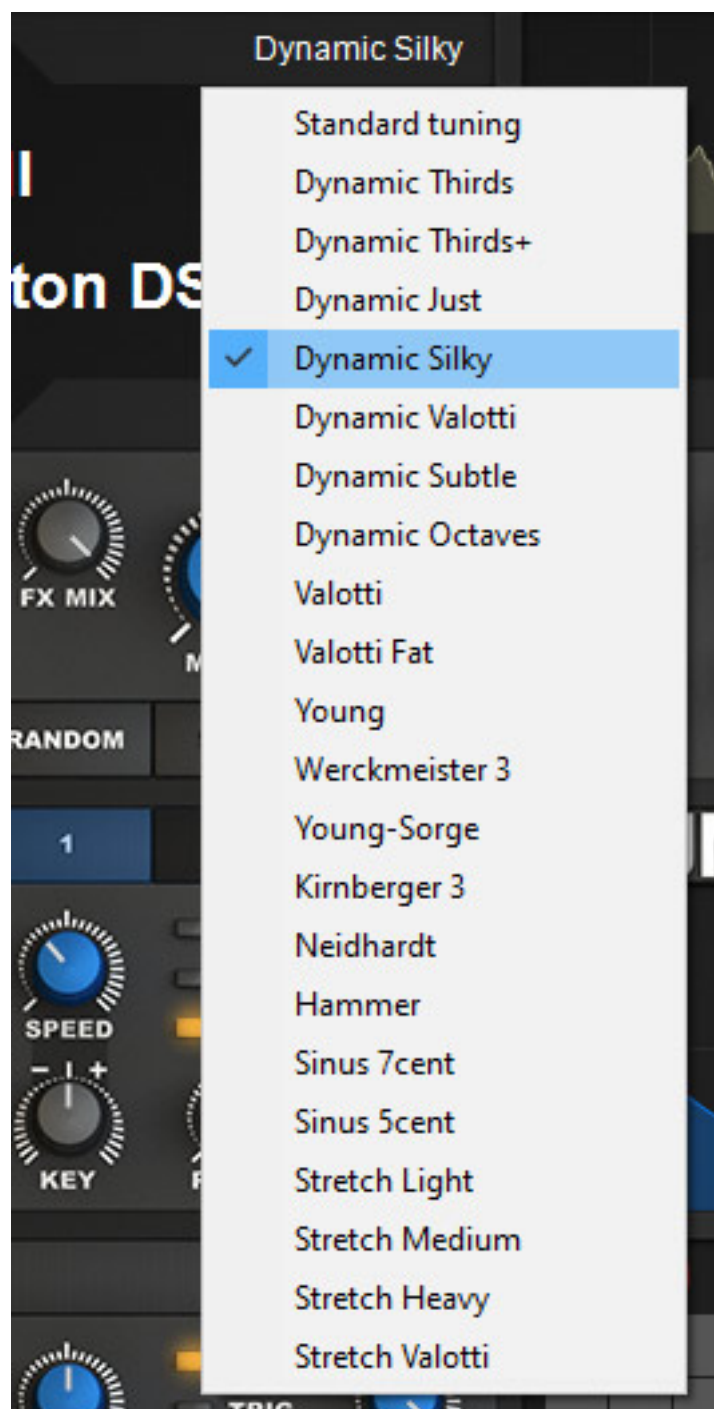 Dynamic Silky
Standard tuning
Dynamic Thirds
Dynamic Thirds+
Dynamic Just
Dynamic Silky
Dynamic Valotti
Dynamic Subtle
Dynamic Octaves
Valotti
Valotti Fat
Young
Werckmeister 3
Young-Sorge
Kirnberger 3
Neidhardt
Hammer
Sinus 7cent
Sinus 5cent
Stretch Light
Stretch Medium
Stretch Heavy
Stretch Valotti
ton DS
FX MIX
RANDOM
1
SPEED
- +
KEY